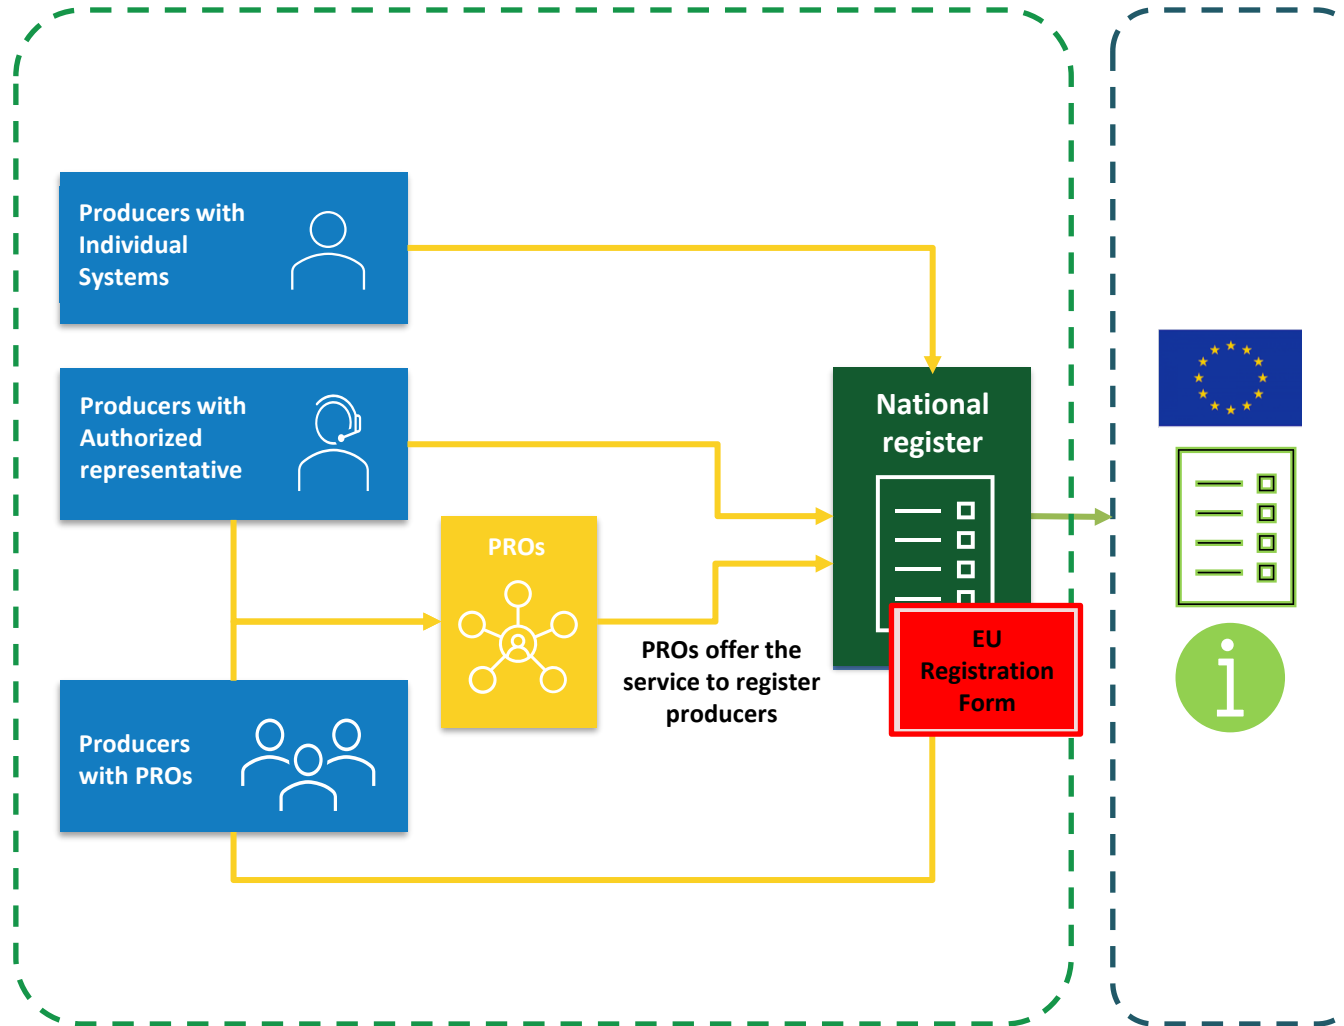 Producers with
Individual
Systems
Producers with
Authorized
representative
National
register
PROs
PROs offer the
service to register
producers
EU
Registration
Form
Producers
with PROs